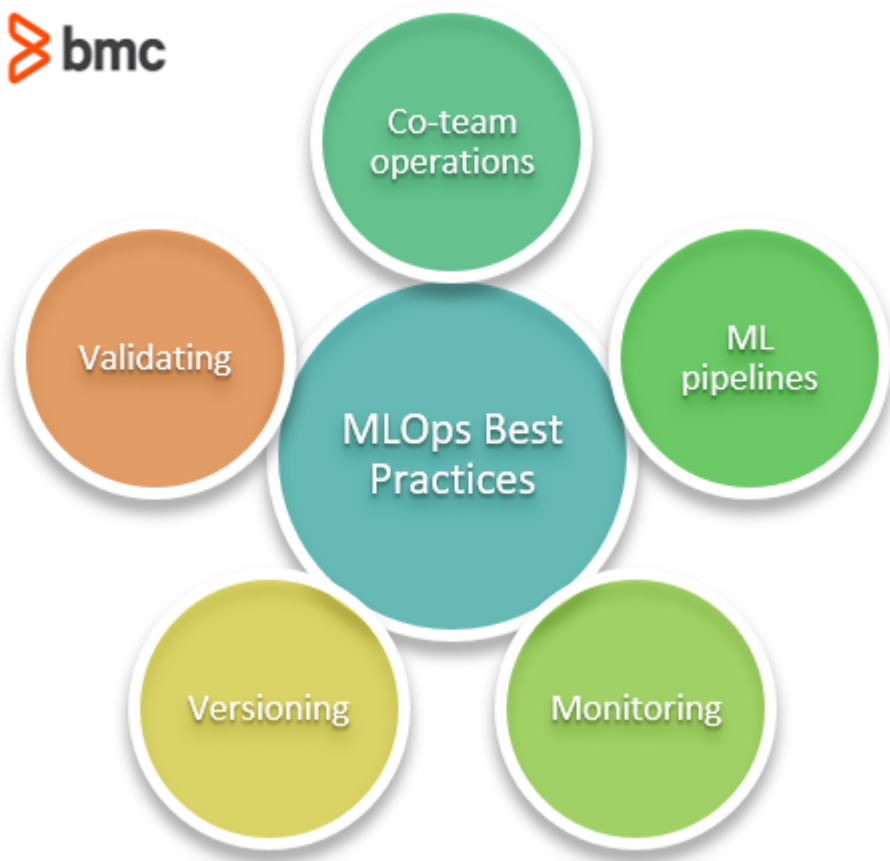 bmc
Co-team
operations
Validating
ML
pipelines
MLOps Best
Practices
Versioning
Monitoring